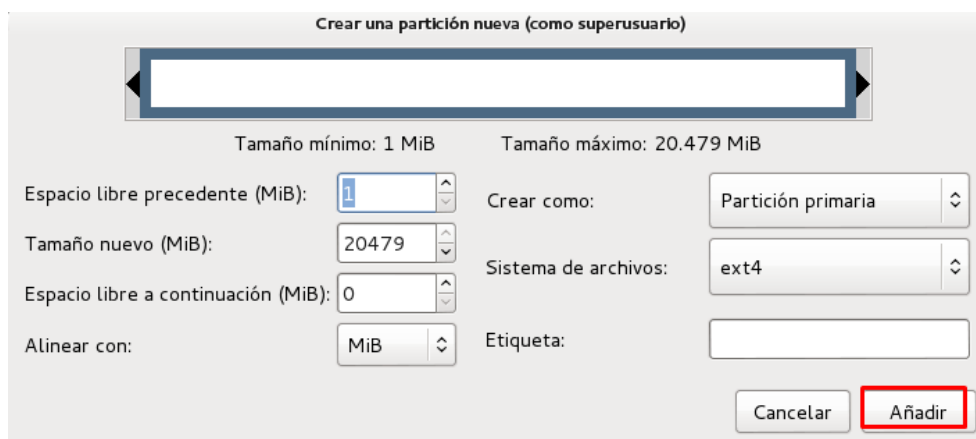 Crear una partición nueva (como superusuario)
Tamaño mínimo: 1 MiB Tamaño máximo: 20.479 MiB
Espacio libre precedente (MiB): 1
Tamaño nuevo (MiB): 20479
Espacio libre a continuación (MiB): 0
Alinear con: MiB
Crear como: Partición primaria
Sistema de archivos: ext4
Etiqueta:
Cancelar Añadir